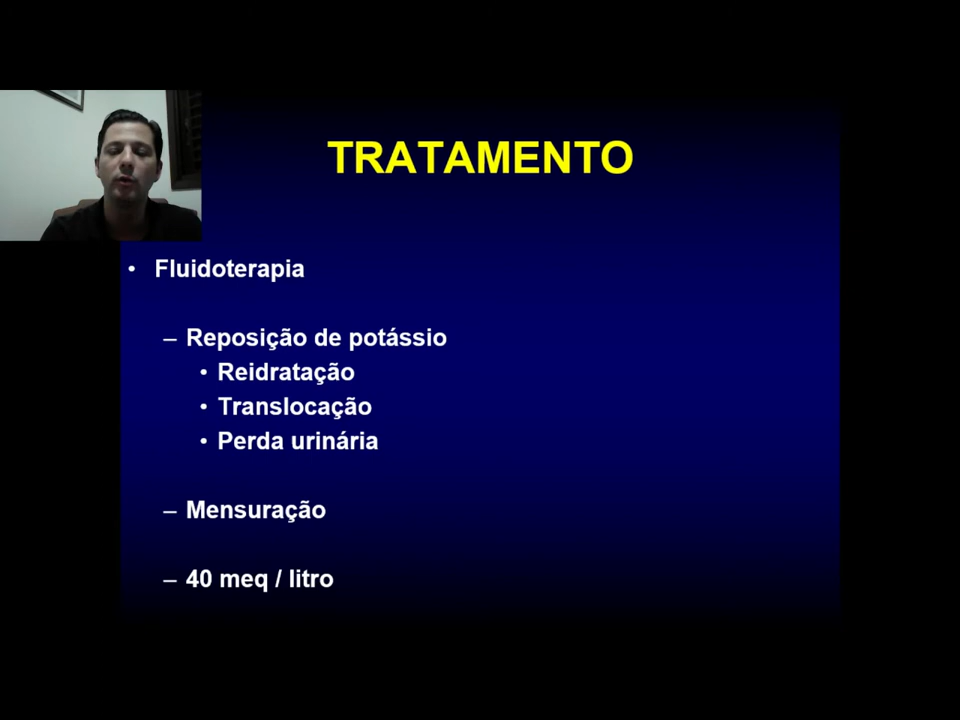 TRATAMENTO
• Fluidoterapia
– Reposição de potássio
• Reidratação
• Translocação
• Perda urinária
– Mensuração
– 40 meq / litro